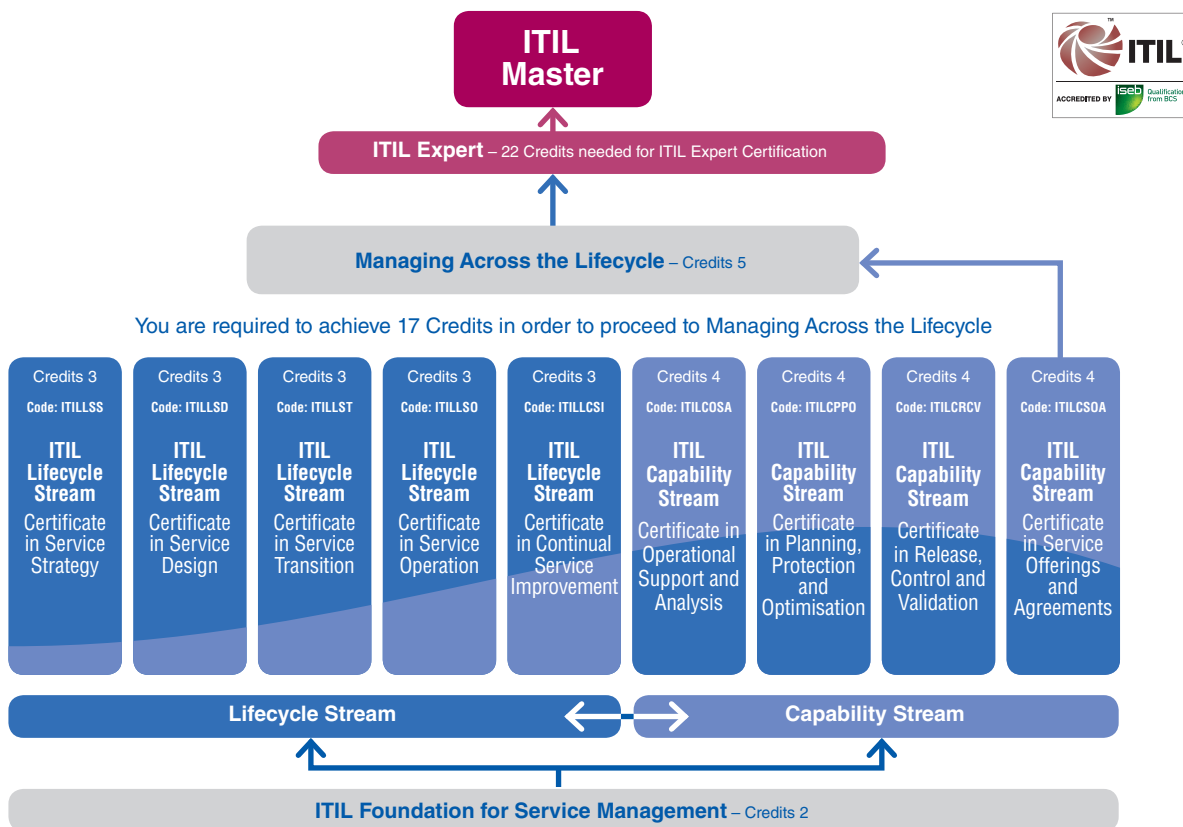 ITIL
Master
™
ITIL
ACCREDITED BY
iseb
Qualification
from BCS
ITIL Expert – 22 Credits needed for ITIL Expert Certification
Managing Across the Lifecycle – Credits 5
You are required to achieve 17 Credits in order to proceed to Managing Across the Lifecycle
Credits 3
Code: ITILLSS
ITIL
Lifecycle
Stream
Certificate
in Service
Strategy
Credits 3
Code: ITILLSD
ITIL
Lifecycle
Stream
Certificate
in Service
Design
Credits 3
Code: ITILLST
ITIL
Lifecycle
Stream
Certificate
in Service
Transition
Credits 3
Code: ITILLSO
ITIL
Lifecycle
Stream
Certificate
in Service
Operation
Credits 3
Code: ITILLCSI
ITIL
Lifecycle
Stream
Certificate
in Continual
Service
Improvement
Credits 4
Code: ITILCOSA
ITIL
Capability
Stream
Certificate in
Operational
Support and
Analysis
Credits 4
Code: ITILCPPO
ITIL
Capability
Stream
Certificate
in Planning,
Protection
and
Optimisation
Credits 4
Code: ITILCRCV
ITIL
Capability
Stream
Certificate
in Release,
Control and
Validation
Credits 4
Code: ITILCSOA
ITIL
Capability
Stream
Certificate
in Service
Offerings
and
Agreements
Lifecycle Stream
Capability Stream
ITIL Foundation for Service Management – Credits 2